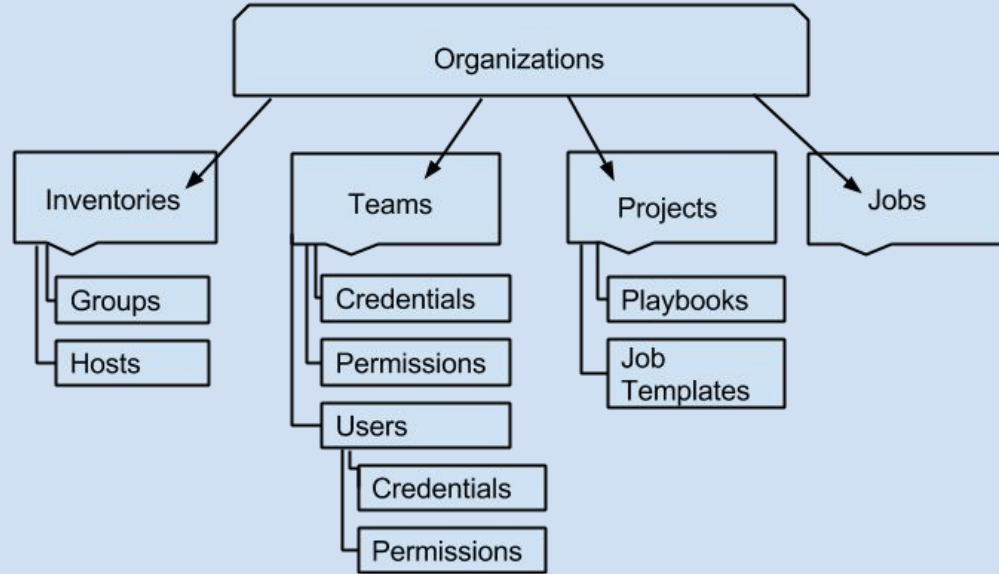 Organizations
Inventories
Teams
Projects
Jobs
Groups
Hosts
Credentials
Permissions
Users
Credentials
Permissions
Playbooks
Job
Templates